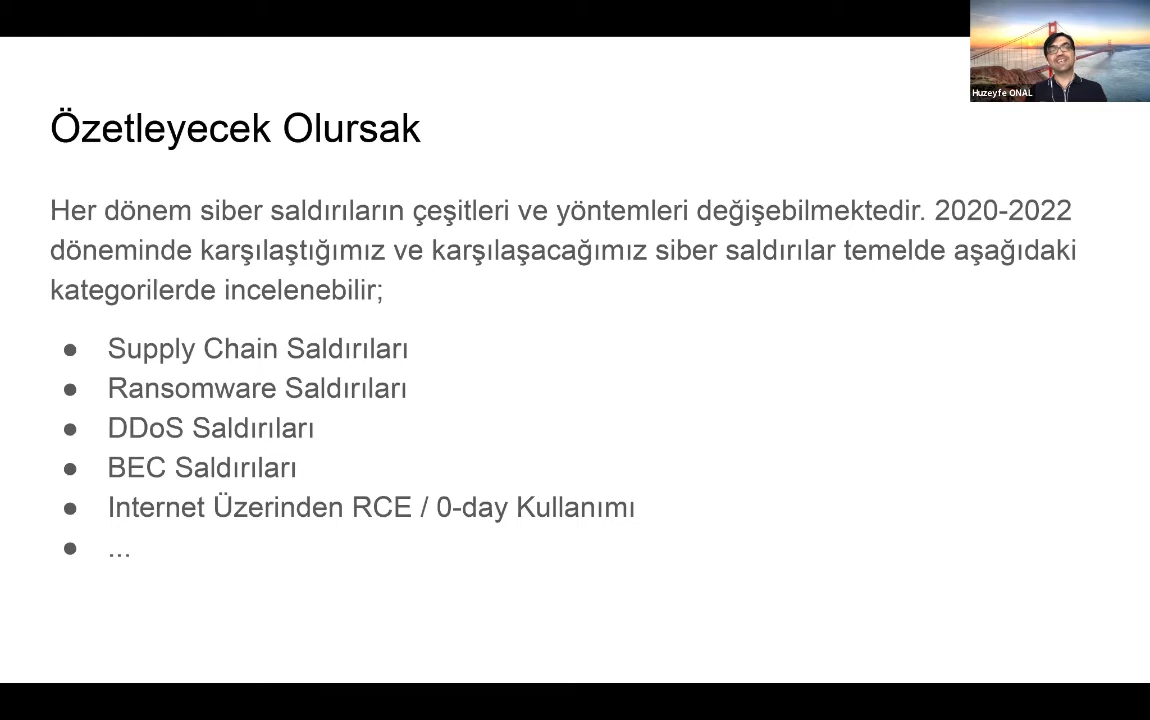 Huzeyfe ONAL
Özetleyecek Olursak
Her dönem siber saldırıların çeşitleri ve yöntemleri değişebilmektedir. 2020-2022
döneminde karşılaştığımız ve karşılaşacağımız siber saldırılar temelde aşağıdaki
kategorilerde incelenebilir;
● Supply Chain Saldırıları
● Ransomware Saldırıları
● DDoS Saldırıları
● BEC Saldırıları
● Internet Üzerinden RCE / 0-day Kullanımı
● ...